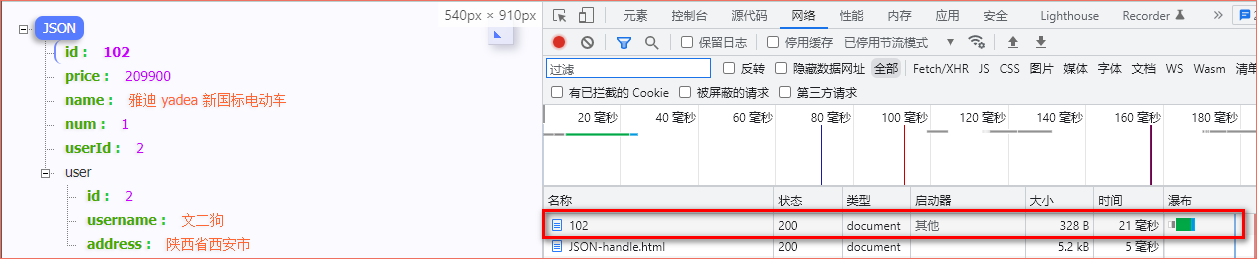 JSON
id : 102
price : 209900
name : 雅迪 yadea 新国标电动车
num : 1
userId : 2
user
id : 2
username : 文二狗
address : 陕西省西安市
540px × 910px
元素 控制台 源代码 网络 性能 内存 应用 安全 Lighthouse Recorder »
保留日志 停用缓存 已停用节流模式
过滤 反转 隐藏数据网址 全部 Fetch/XHR JS CSS 图片 媒体 字体 文档 WS Wasm 清单
有已拦截的 Cookie 被屏蔽的请求 第三方请求
20 毫秒 40 毫秒 60 毫秒 80 毫秒 100 毫秒 120 毫秒 140 毫秒 160 毫秒 180 毫秒
名称 状态 类型 启动器 大小 时间 瀑布
102 200 document 其他 328 B 21 毫秒
JSON-handle.html 200 document 5.2 kB 5 毫秒